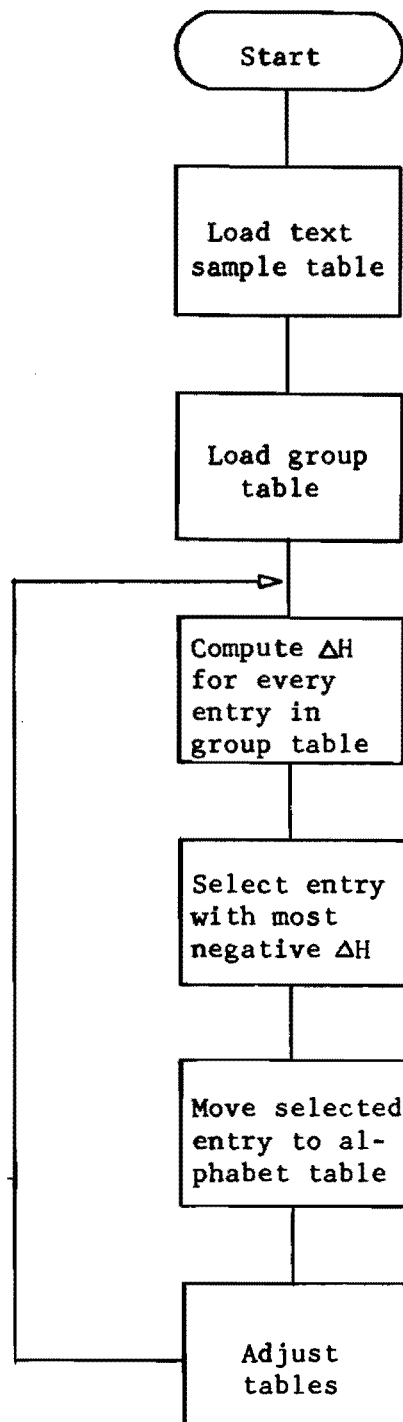 Start
Load text
sample table
Load group
table
Compute ΔH
for every
entry in
group table
Select entry
with most
negative ΔH
Move selected
entry to al-
phabet table
Adjust
tables